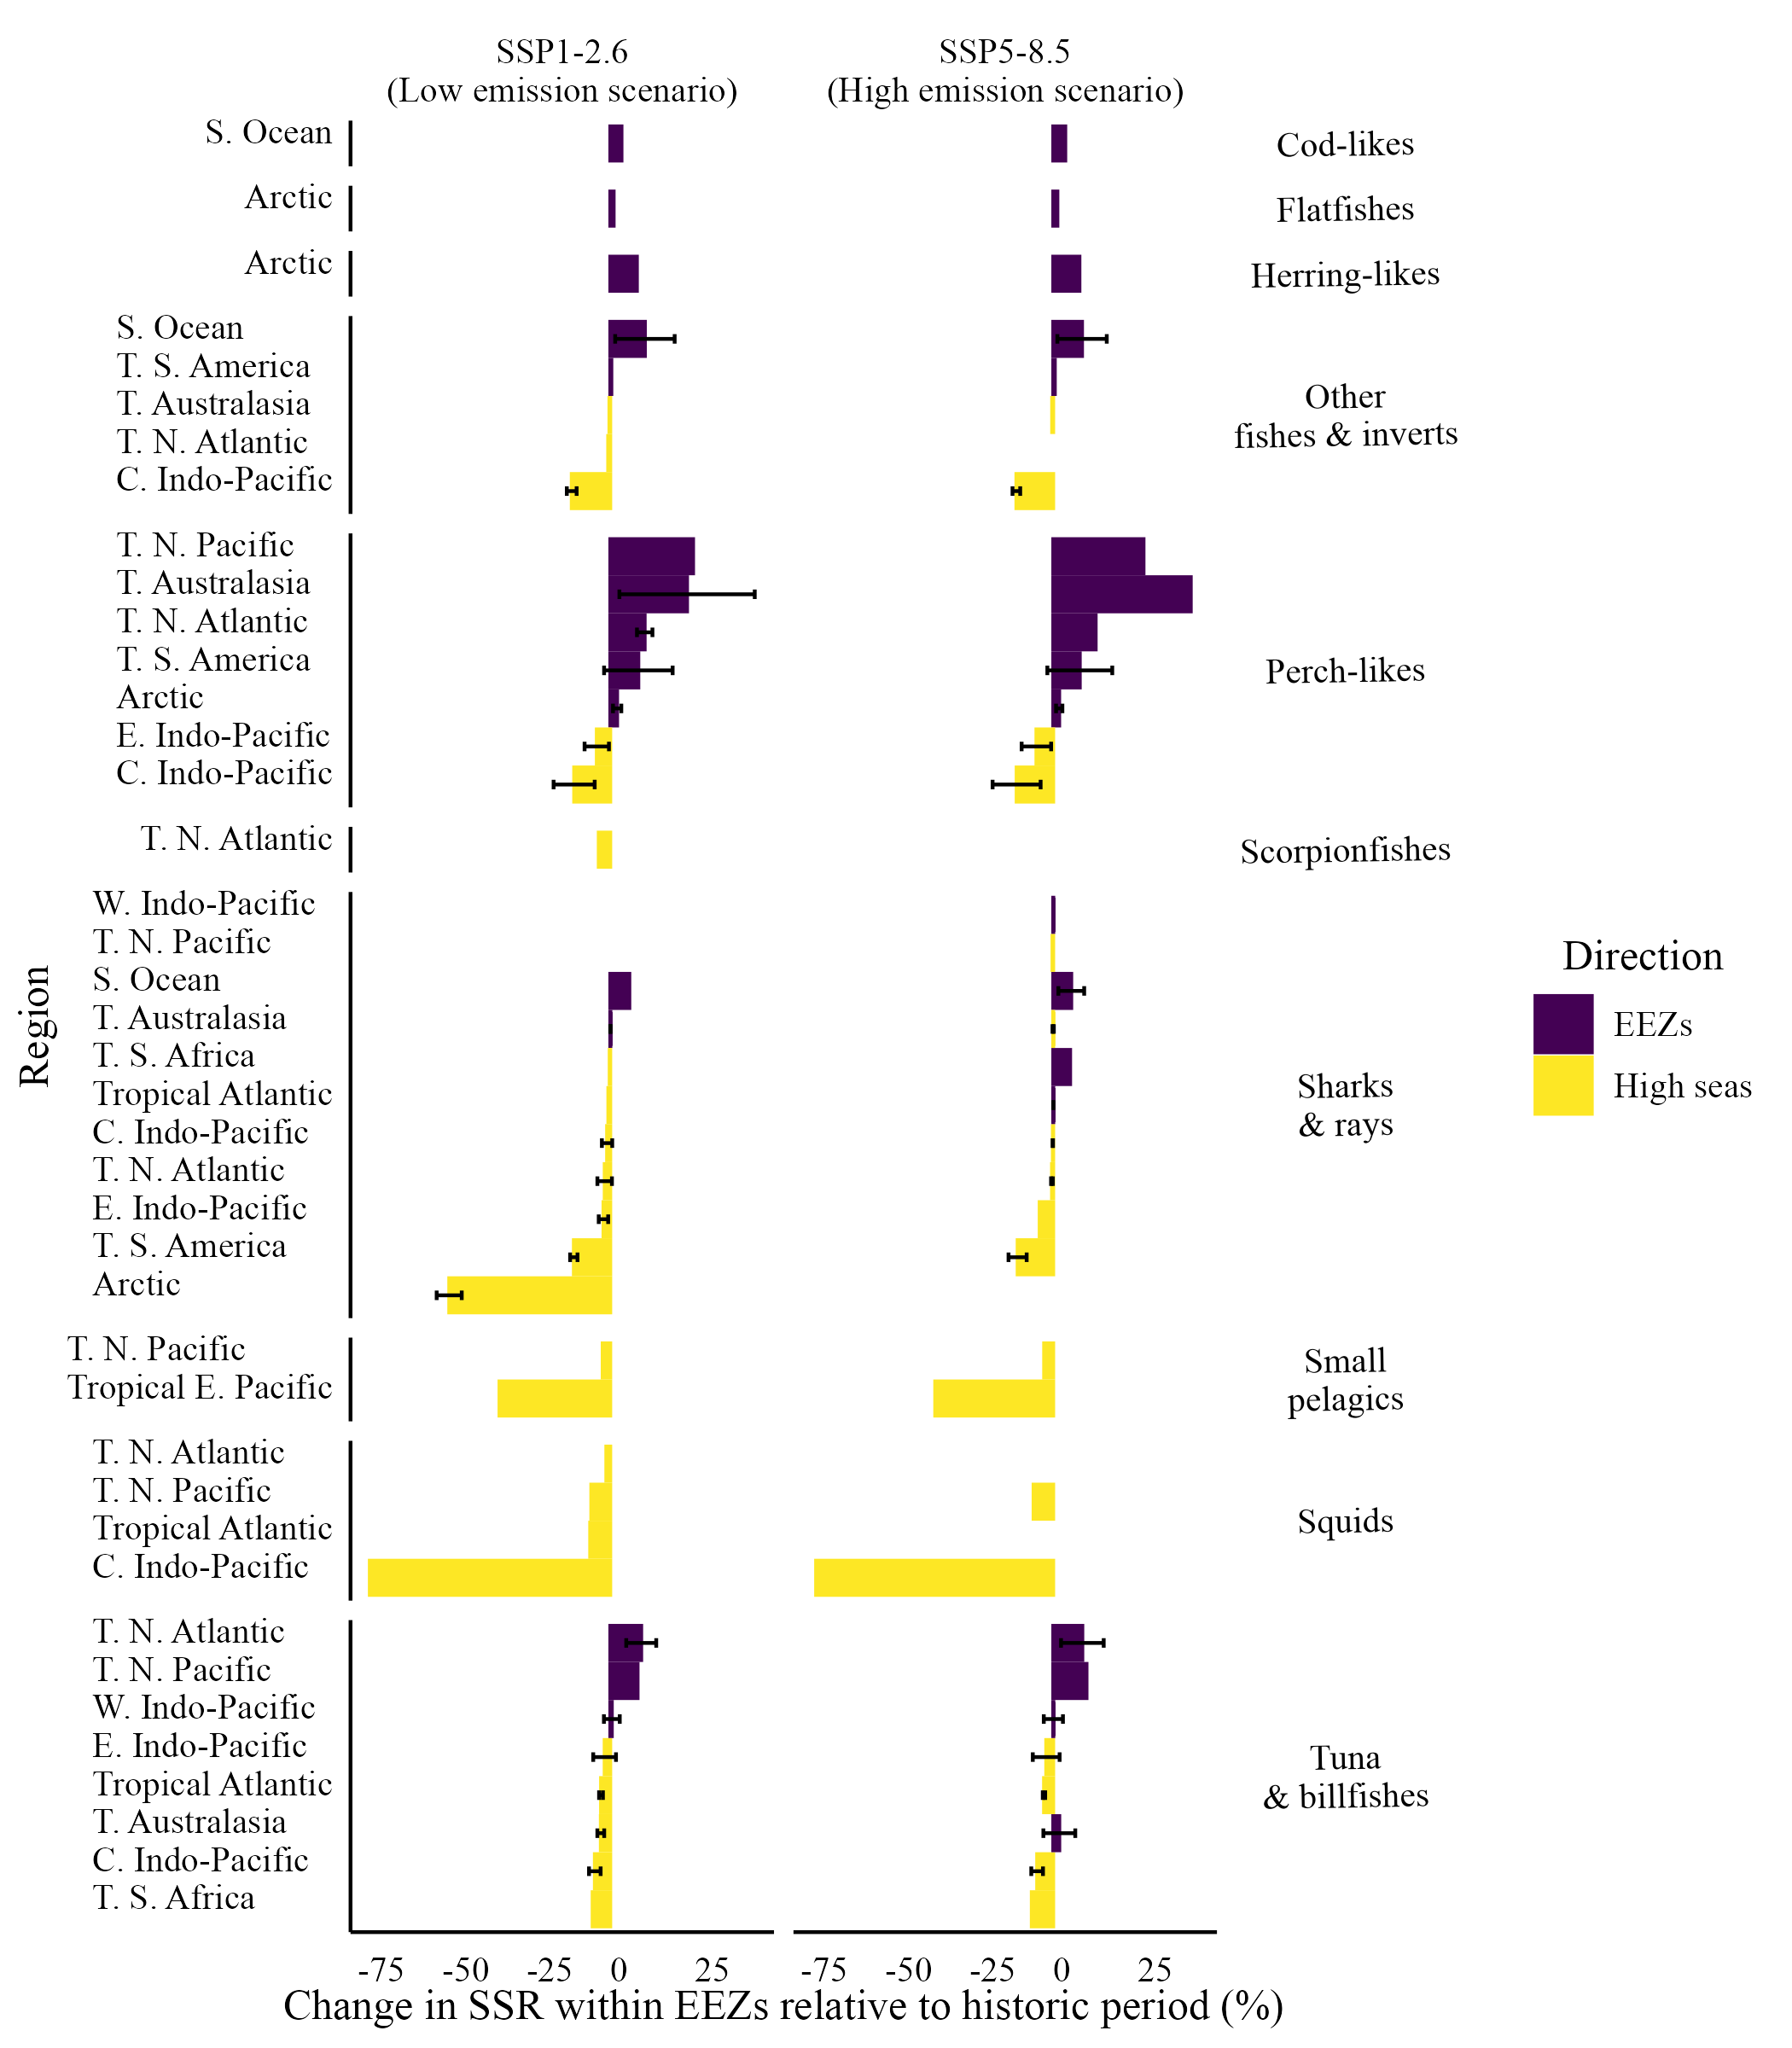 SSP1-2.6
(Low emission scenario)
SSP5-8.5
(High emission scenario)
S. Ocean
Cod-likes
Arctic
Flatfishes
Arctic
Herring-likes
S. Ocean
T. S. America
T. Australasia
T. N. Atlantic
C. Indo-Pacific
Other
fishes & inverts
T. N. Pacific
T. Australasia
T. N. Atlantic
T. S. America
Arctic
E. Indo-Pacific
C. Indo-Pacific
Perch-likes
T. N. Atlantic
Scorpionfishes
W. Indo-Pacific
T. N. Pacific
S. Ocean
T. Australasia
T. S. Africa
Tropical Atlantic
C. Indo-Pacific
T. N. Atlantic
E. Indo-Pacific
T. S. America
Arctic
Sharks
& rays
T. N. Pacific
Tropical E. Pacific
Small
pelagics
T. N. Atlantic
T. N. Pacific
Tropical Atlantic
C. Indo-Pacific
Squids
T. N. Atlantic
T. N. Pacific
W. Indo-Pacific
E. Indo-Pacific
Tropical Atlantic
T. Australasia
C. Indo-Pacific
T. S. Africa
Tuna
& billfishes
Region
Direction
EEZs
High seas
-75 -50 -25 0 25
-75 -50 -25 0 25
Change in SSR within EEZs relative to historic period (%)